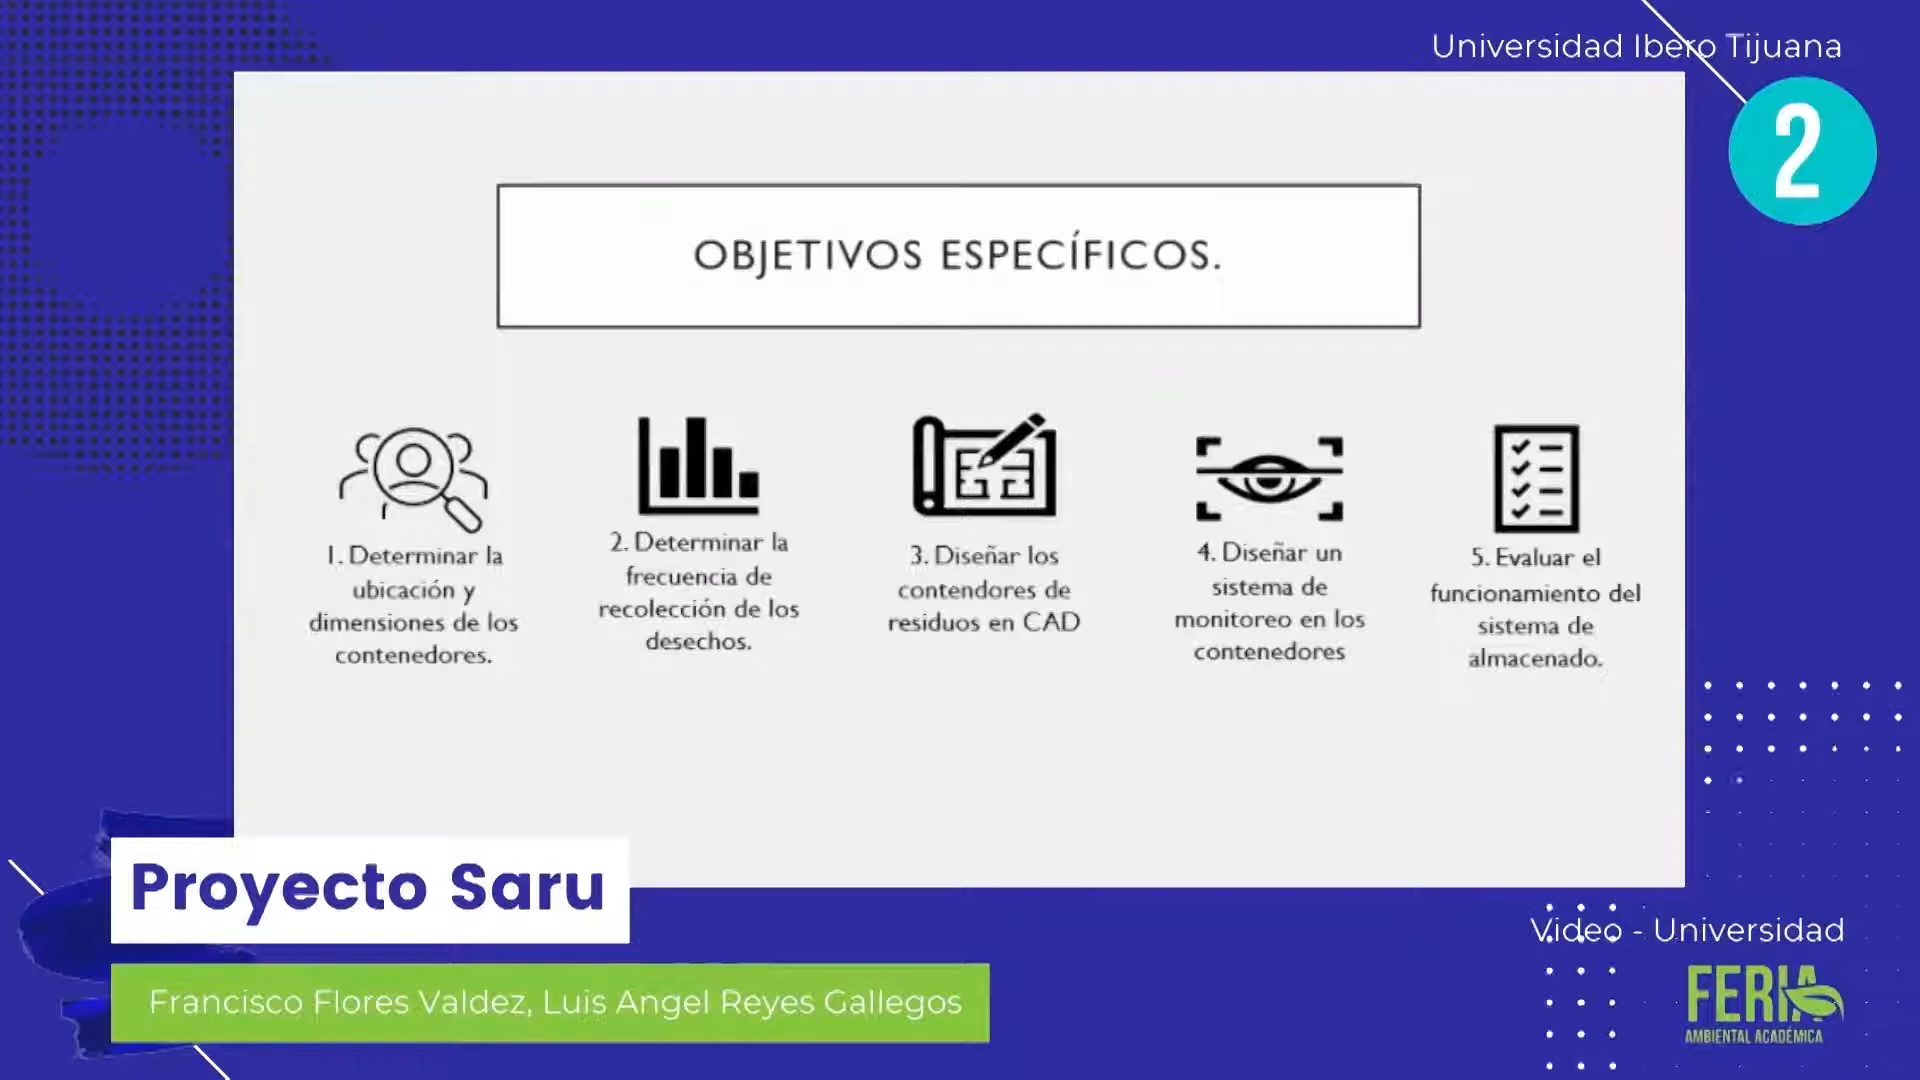 Universidad Ibero Tijuana
2
OBJETIVOS ESPECÍFICOS.
1. Determinar la
ubicación y
dimensiones de los
contenedores.
2. Determinar la
frecuencia de
recolección de los
desechos.
3. Diseñar los
contendores de
residuos en CAD
4. Diseñar un
sistema de
monitoreo en los
contenedores
5. Evaluar el
funcionamiento del
sistema de
almacenado.
Proyecto Saru
Francisco Flores Valdez, Luis Angel Reyes Gallegos
Video - Universidad
FERIA
AMBIENTAL ACADÉMICA